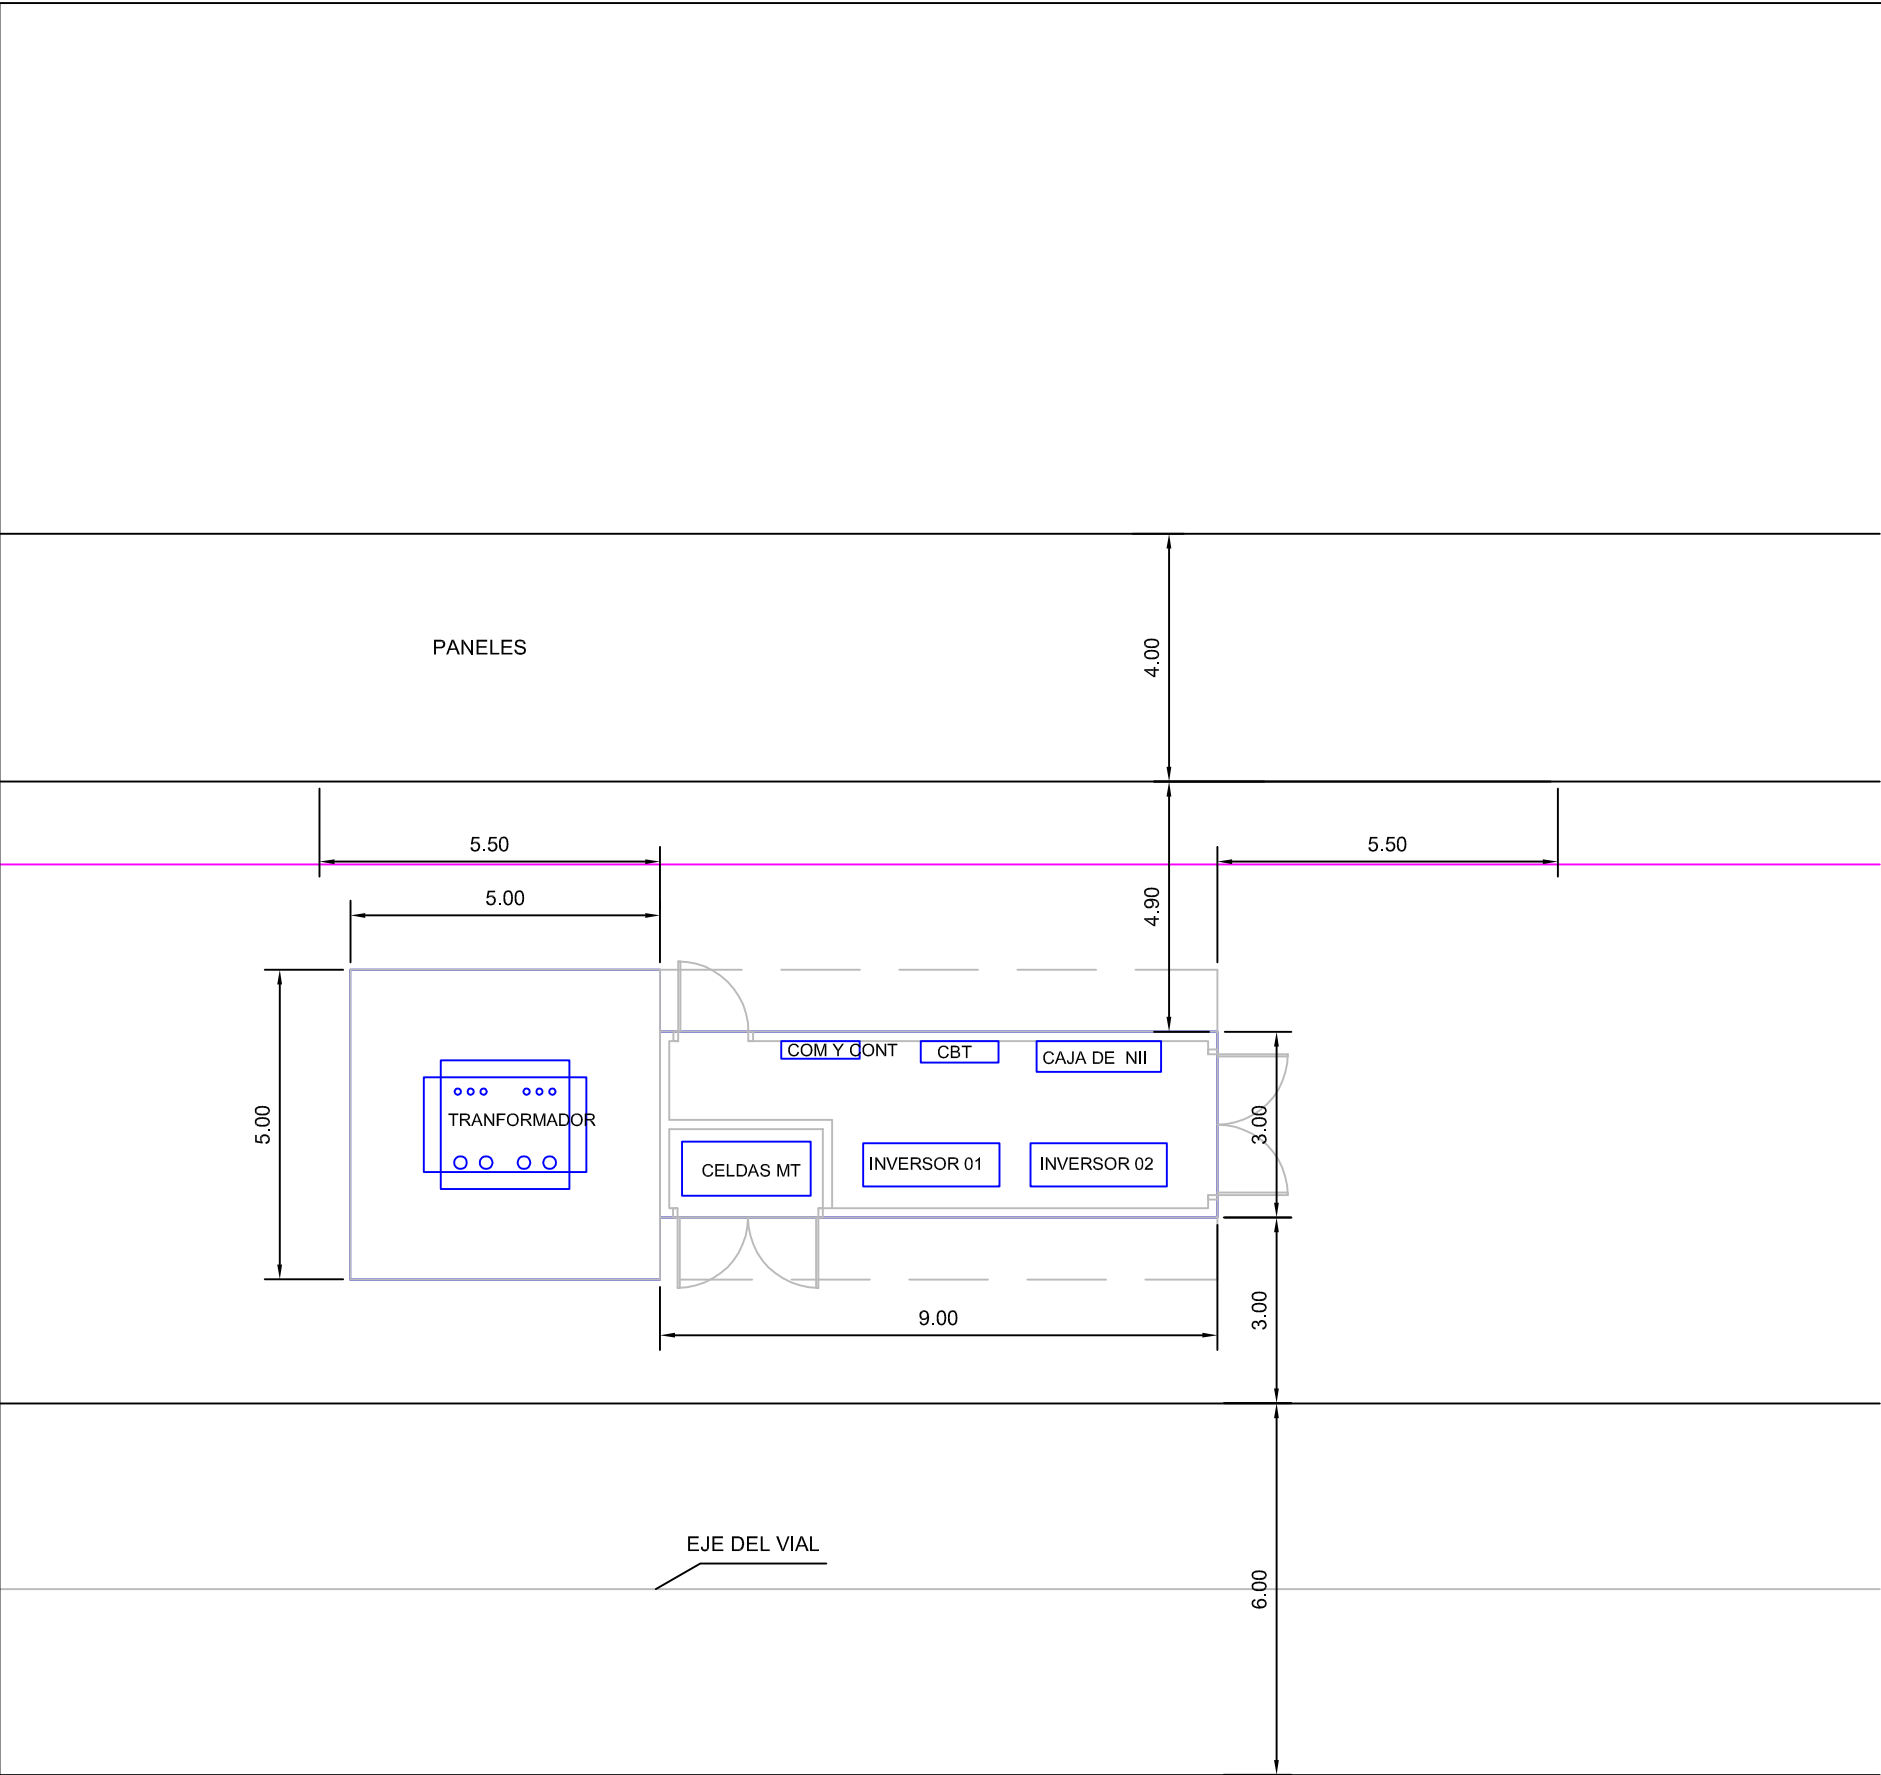 PANELES
4.00
5.50
5.50
5.00
4.90
COM Y CONT
CBT
CAJA DE NII
5.00
TRANFORMADOR
3.00
CELDAS MT
INVERSOR 01
INVERSOR 02
9.00
3.00
EJE DEL VIAL
6.00